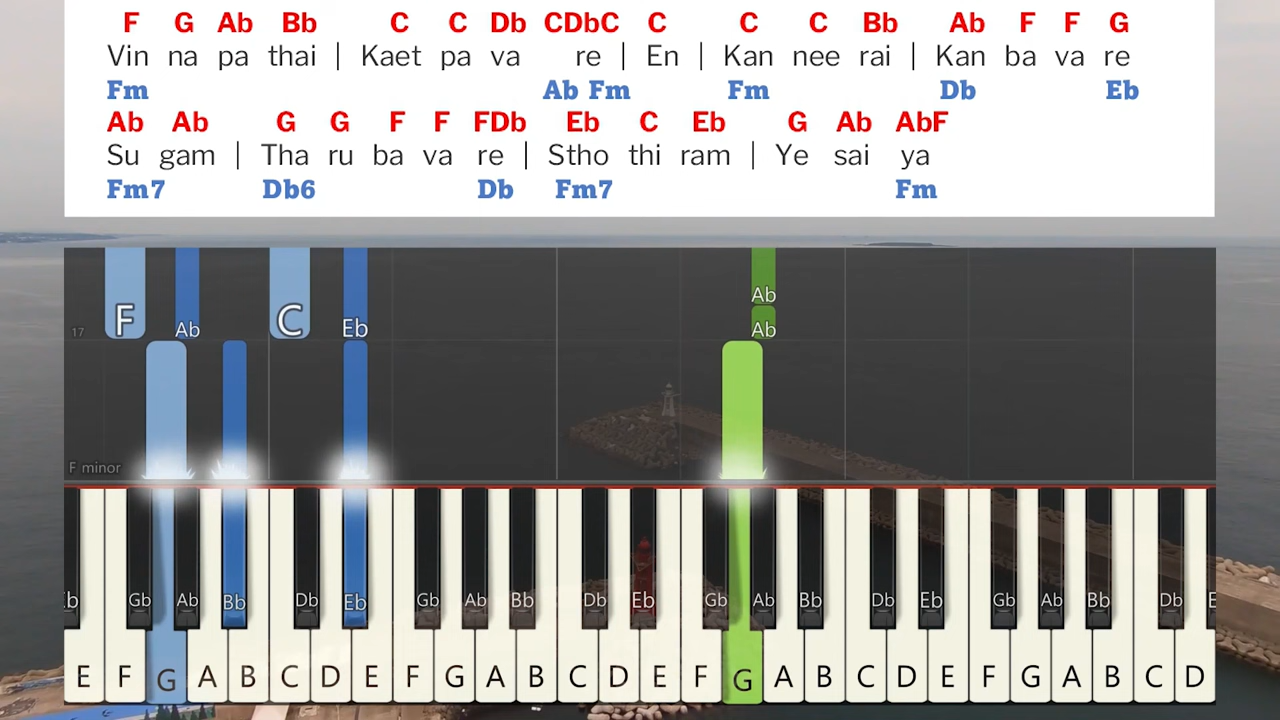 F G Ab Bb C C Db CDbC C C C Bb Ab F F G
Vin na pa thai | Kaet pa va re | En | Kan nee rai | Kan ba va re
Fm Ab Fm Fm Db Eb
Ab Ab G G F F FDb Eb C Eb G Ab AbF
Su gam | Tha ru ba va re | Stho thi ram | Ye sai ya
Fm7 Db6 Db Fm7 Fm
Ab
F Ab C Eb Ab
17
F minor
Eb Gb Ab Bb Db Eb Gb Ab Bb Db Eb Gb Ab Bb Db Eb Gb Ab Bb Db E
E F G A B C D E F G A B C D E F G A B C D E F G A B C D